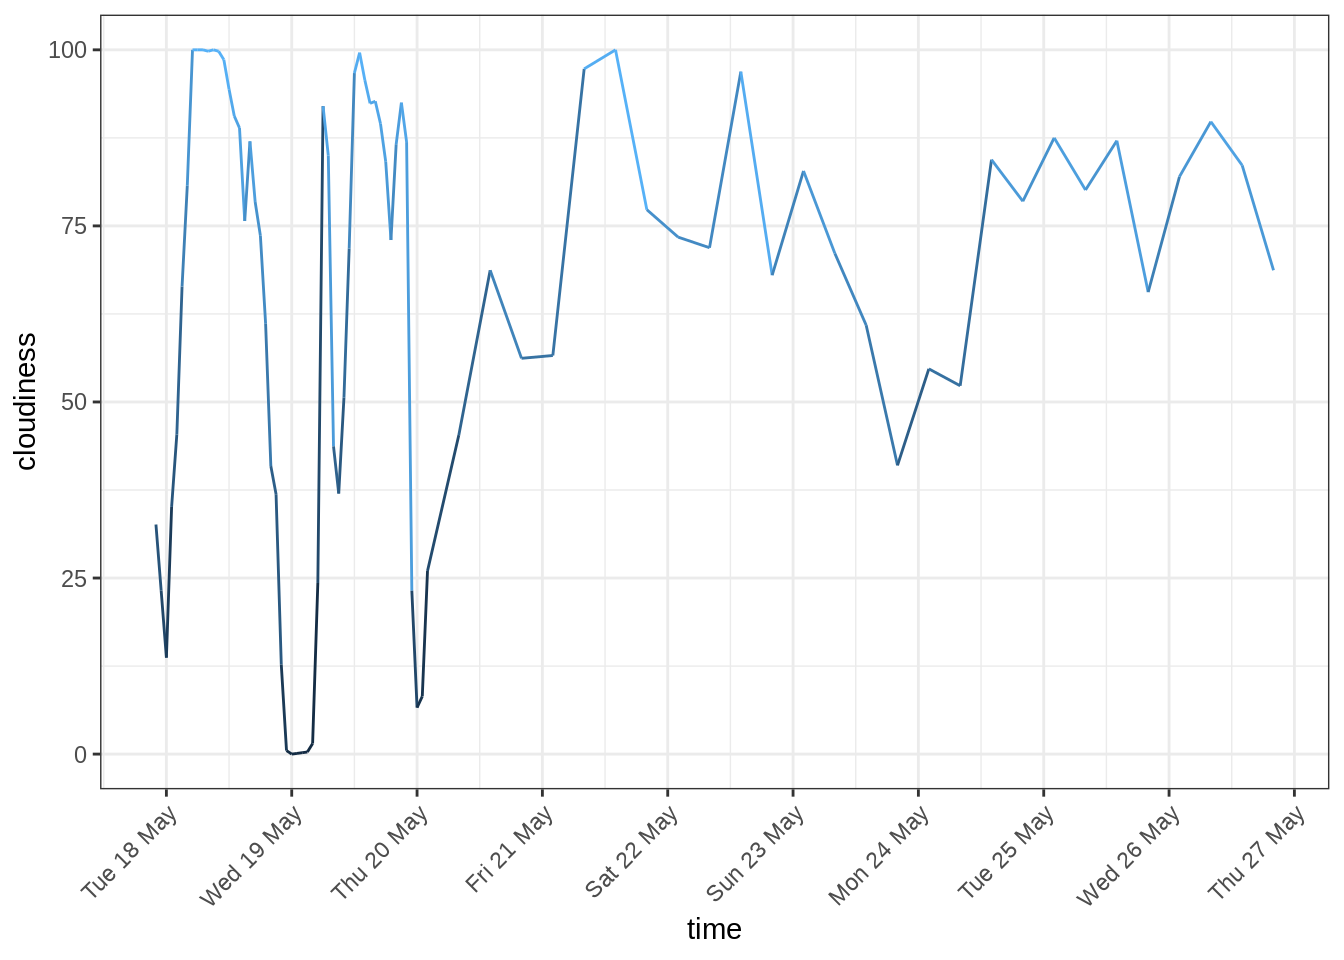 100
75
50
25
0
cloudiness
Tue 18 May
Wed 19 May
Thu 20 May
Fri 21 May
Sat 22 May
Sun 23 May
Mon 24 May
Tue 25 May
Wed 26 May
Thu 27 May
time